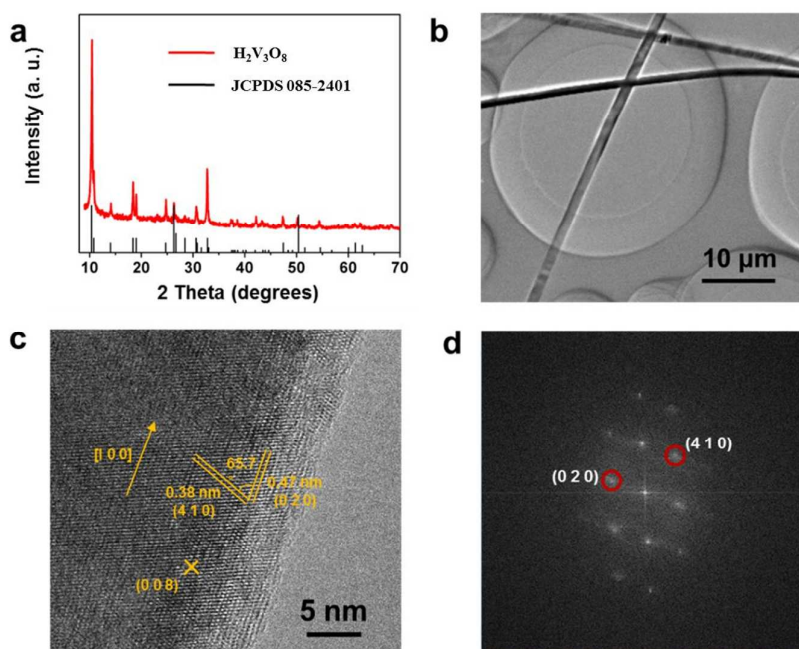 a
Intensity (a. u.)
H₂V₃O₈
JCPDS 085-2401
10 20 30 40 50 60 70
2 Theta (degrees)
b
10 μm
c
[1 0 0]
65.7
0.38 nm
(4 1 0)
0.47 nm
(0 2 0)
(0 0 8)
5 nm
d
(4 1 0)
(0 2 0)